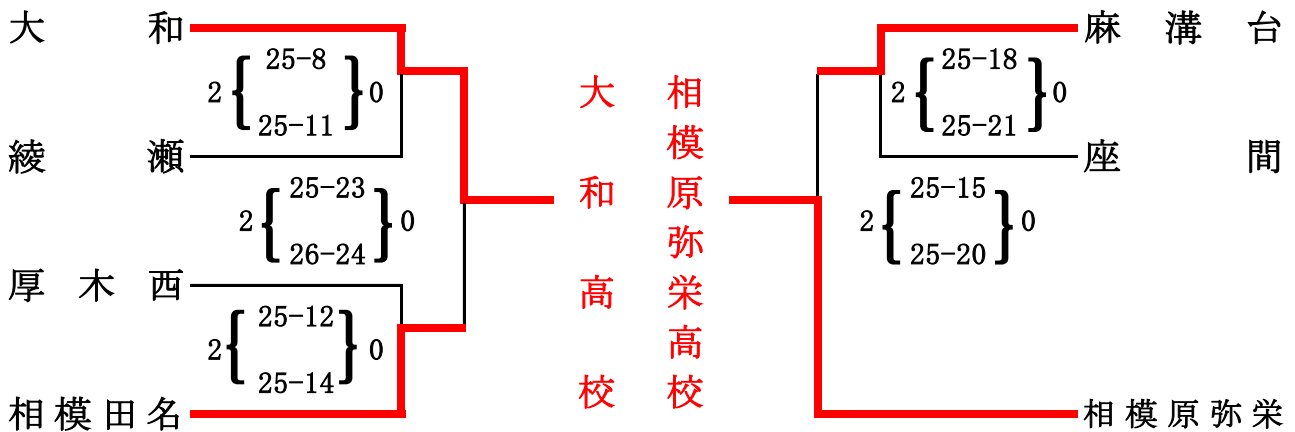 大和
25-8
2 { } 0
25-11
綾瀬
25-23
2 { } 0
26-24
厚木西
25-12
2 { } 0
25-14
相模田名
大和高校
相模原弥栄高校
麻溝台
25-18
2 { } 0
25-21
座間
25-15
2 { } 0
25-20
相模原弥栄